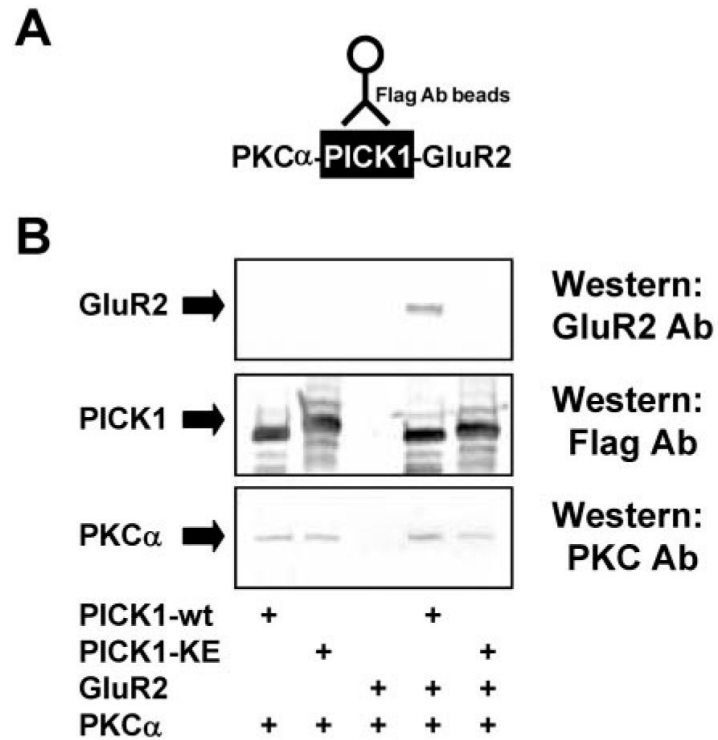 A
Flag Ab beads
PKCα-PICK1-GluR2
B
GluR2
Western:
GluR2 Ab
PICK1
Western:
Flag Ab
PKCα
Western:
PKC Ab
PICK1-wt + +
PICK1-KE + +
GluR2 + + +
PKCα + + + + +